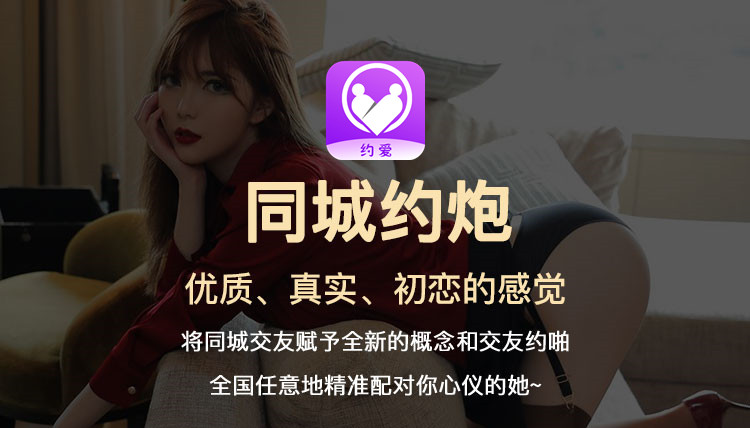 约爱
同城约炮
优质、真实、初恋的感觉
将同城交友赋予全新的概念和交友约啪
全国任意地精准配对你心仪的她~